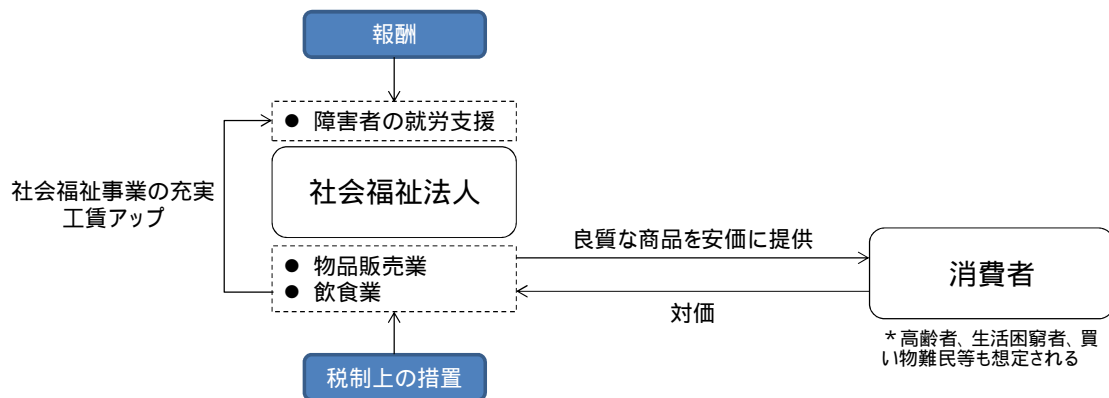 報酬
● 障害者の就労支援
社会福祉事業の充実
工賃アップ
社会福祉法人
● 物品販売業
● 飲食業
良質な商品を安価に提供
対価
消費者
＊高齢者、生活困窮者、買
い物難民等も想定される
税制上の措置